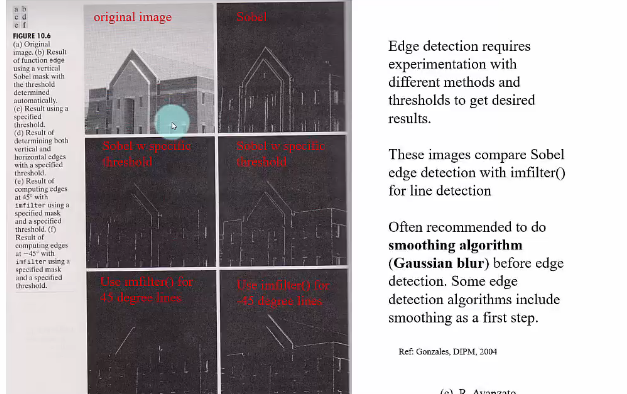 a b
c d
e f
FIGURE 10.6
(a) Original
image. (b) Result
of function edge
using a vertical
Sobel mask with
the threshold
determined
automatically.
(c) Result using a
specified
threshold.
(d) Result of
determining both
vertical and
horizontal edges
with a specified
threshold.
(e) Result of
computing edges
at 45° with
imfilter using a
specified mask
and a specified
threshold. (f)
Result of
computing edges
at −45° with
imfilter using a
specified mask
and a specified
threshold.
original image
Sobel
Sobel w specific
threshold
Sobel w specific
threshold
Use imfilter() for
45 degree lines
Use imfilter() for
-45 degree lines
Edge detection requires
experimentation with
different methods and
thresholds to get desired
results.
These images compare Sobel
edge detection with imfilter()
for line detection
Often recommended to do
smoothing algorithm
(Gaussian blur) before edge
detection. Some edge
detection algorithms include
smoothing as a first step.
Ref: Gonzales, DIPM, 2004
(c) R. Avanzato